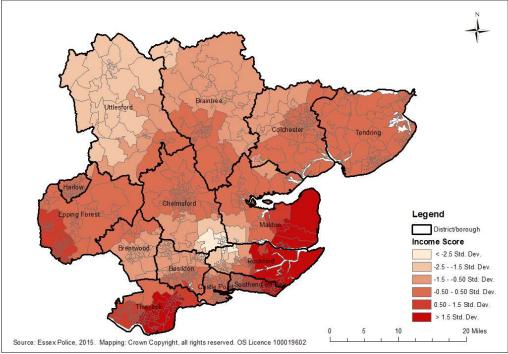 N
Uttlesford
Braintree
Colchester
Tendring
Harlow
Epping Forest
Chelmsford
Maldon
Brentwood
Basildon
Rochford
Castle Po
Southend-on-Sea
Thurrock
Legend
District/borough
Income Score
< -2.5 Std. Dev.
-2.5 - -1.5 Std. Dev.
-1.5 - -0.50 Std. Dev.
-0.50 - 0.50 Std. Dev.
0.50 - 1.5 Std. Dev.
> 1.5 Std. Dev.
0 5 10 20 Miles
Source: Essex Police, 2015. Mapping: Crown Copyright, all rights reserved. OS Licence 100019602